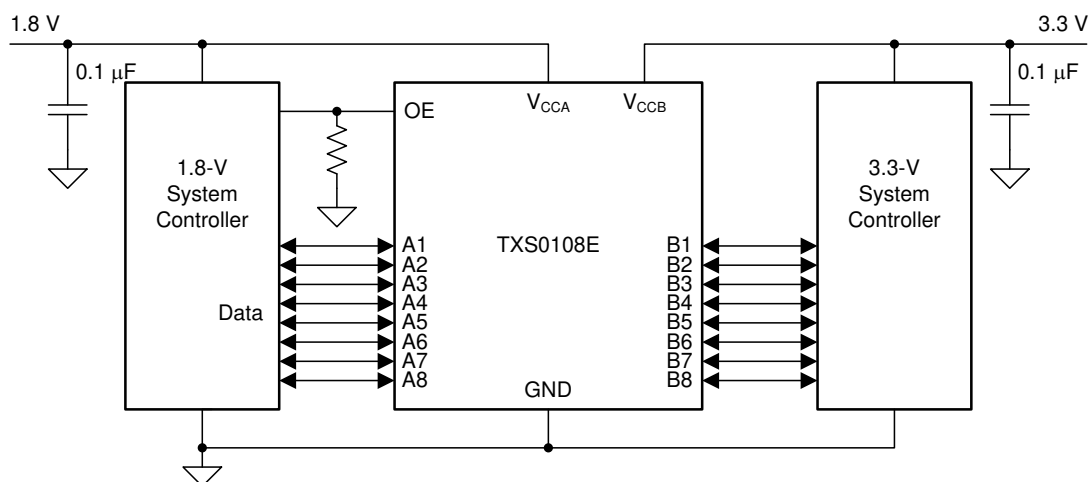 1.8 V
3.3 V
0.1 μF
0.1 μF
OE
VCCA
VCCB
1.8-V
System
Controller
3.3-V
System
Controller
TXS0108E
Data
A1
A2
A3
A4
A5
A6
A7
A8
B1
B2
B3
B4
B5
B6
B7
B8
GND